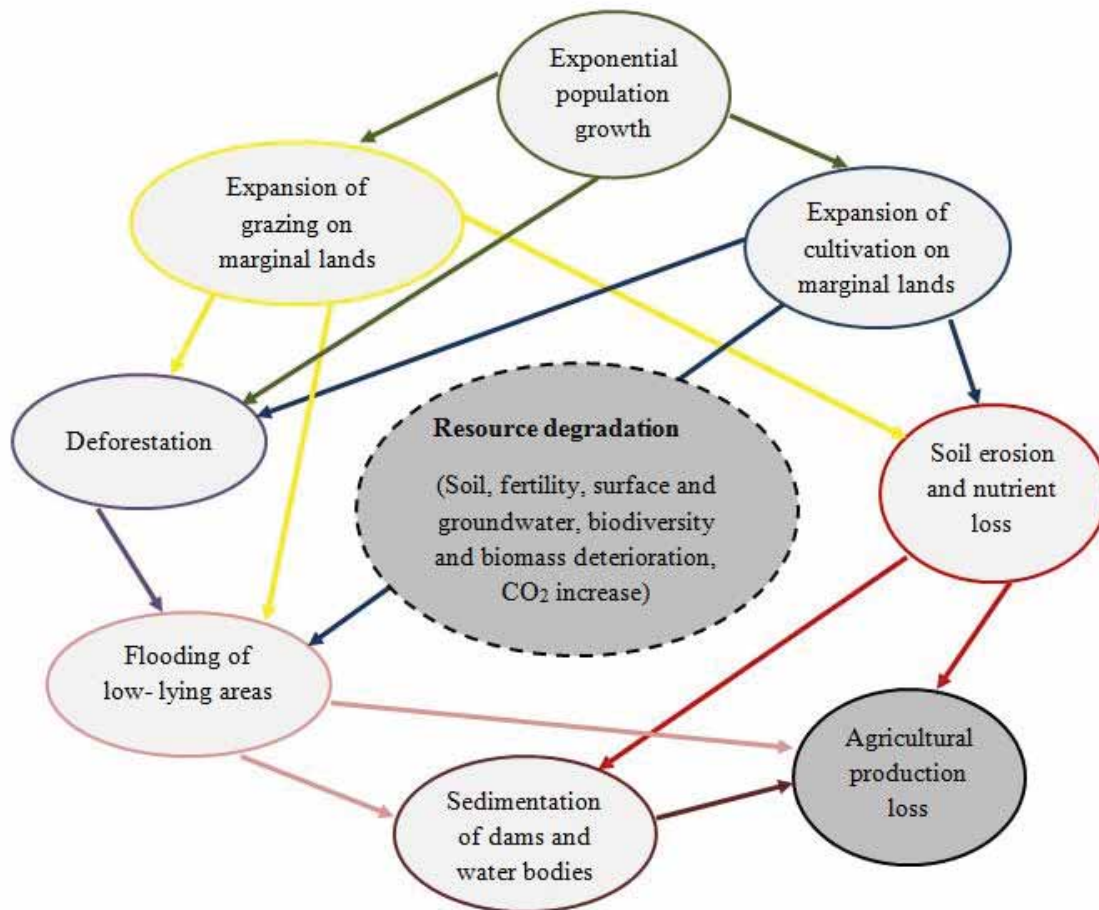 Exponential
population
growth
Expansion of
grazing on
marginal lands
Expansion of
cultivation on
marginal lands
Deforestation
Resource degradation
(Soil, fertility, surface and
groundwater, biodiversity
and biomass deterioration,
CO₂ increase)
Soil erosion
and nutrient
loss
Flooding of
low- lying areas
Agricultural
production
loss
Sedimentation
of dams and
water bodies